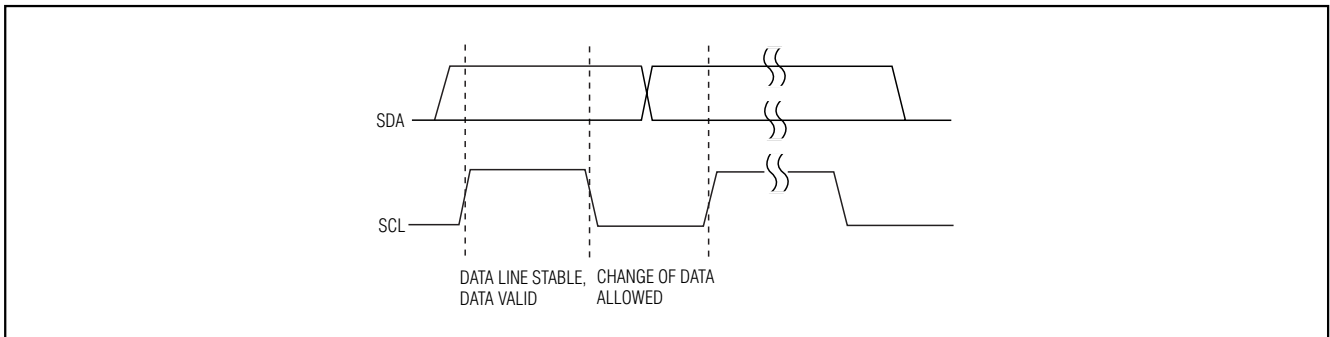 SDA
SCL
DATA LINE STABLE,
DATA VALID
CHANGE OF DATA
ALLOWED